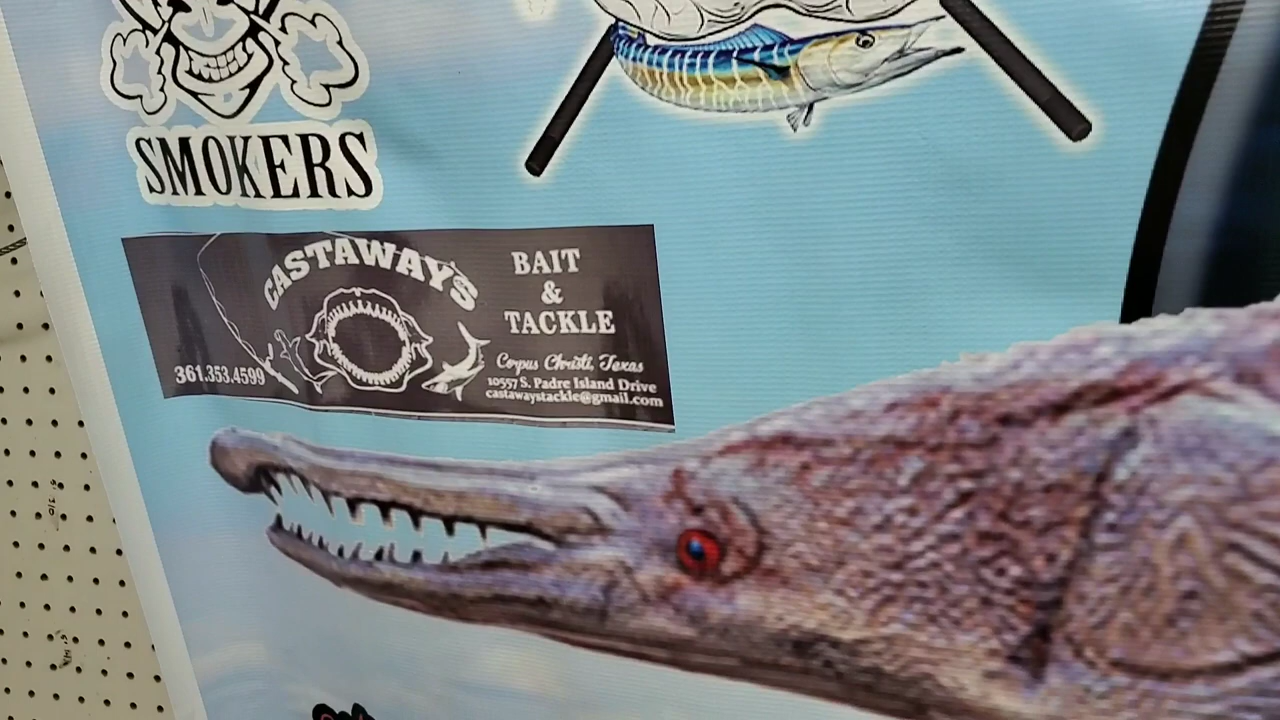 SMOKERS
CASTAWAYS
BAIT
&
TACKLE
361.353.4599
Corpus Christi, Texas
10557 S. Padre Island Drive
castawaystackle@gmail.com